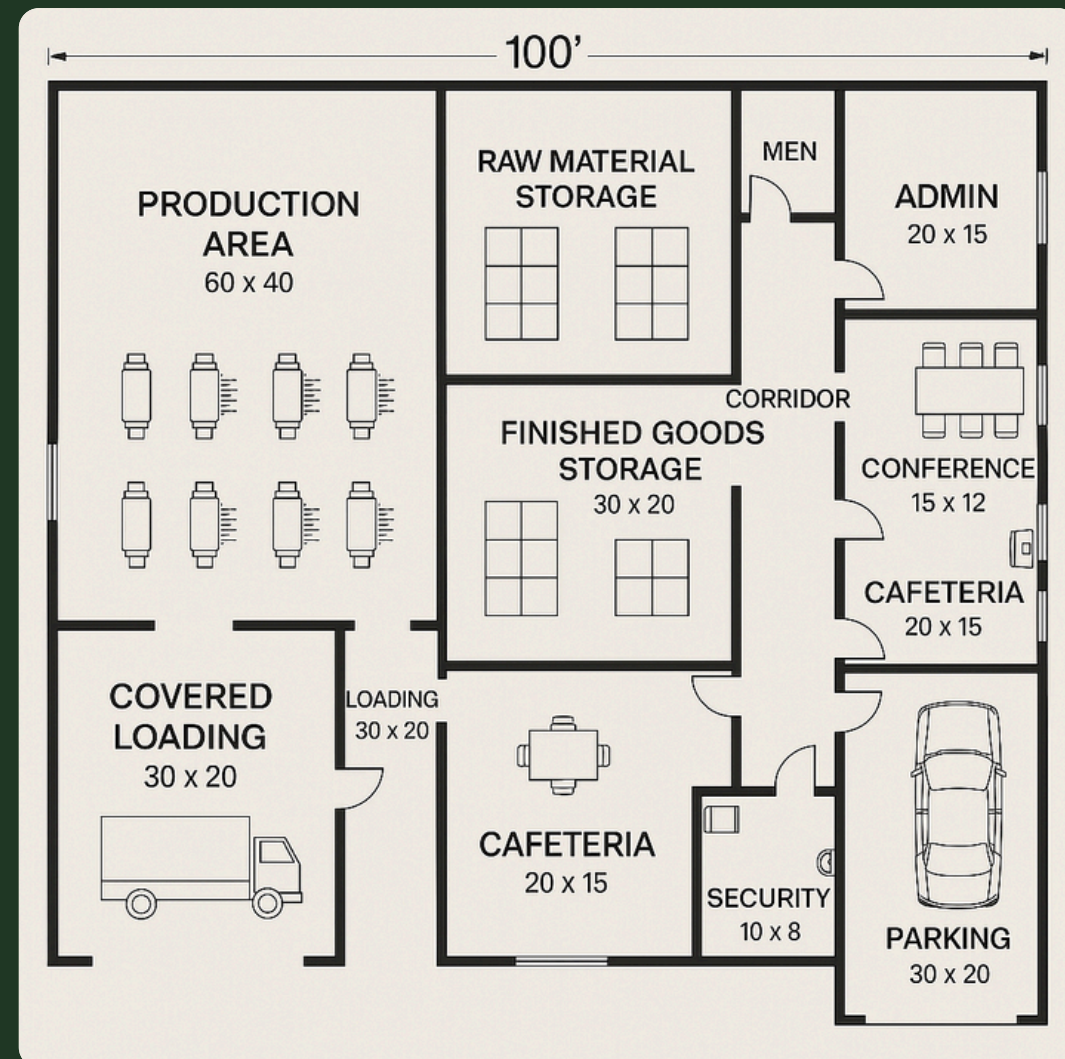 100’
PRODUCTION
AREA
60 x 40
RAW MATERIAL
STORAGE
MEN
ADMIN
20 x 15
CORRIDOR
FINISHED GOODS
STORAGE
30 x 20
CONFERENCE
15 x 12
CAFETERIA
20 x 15
COVERED
LOADING
30 x 20
LOADING
30 x 20
CAFETERIA
20 x 15
SECURITY
10 x 8
PARKING
30 x 20